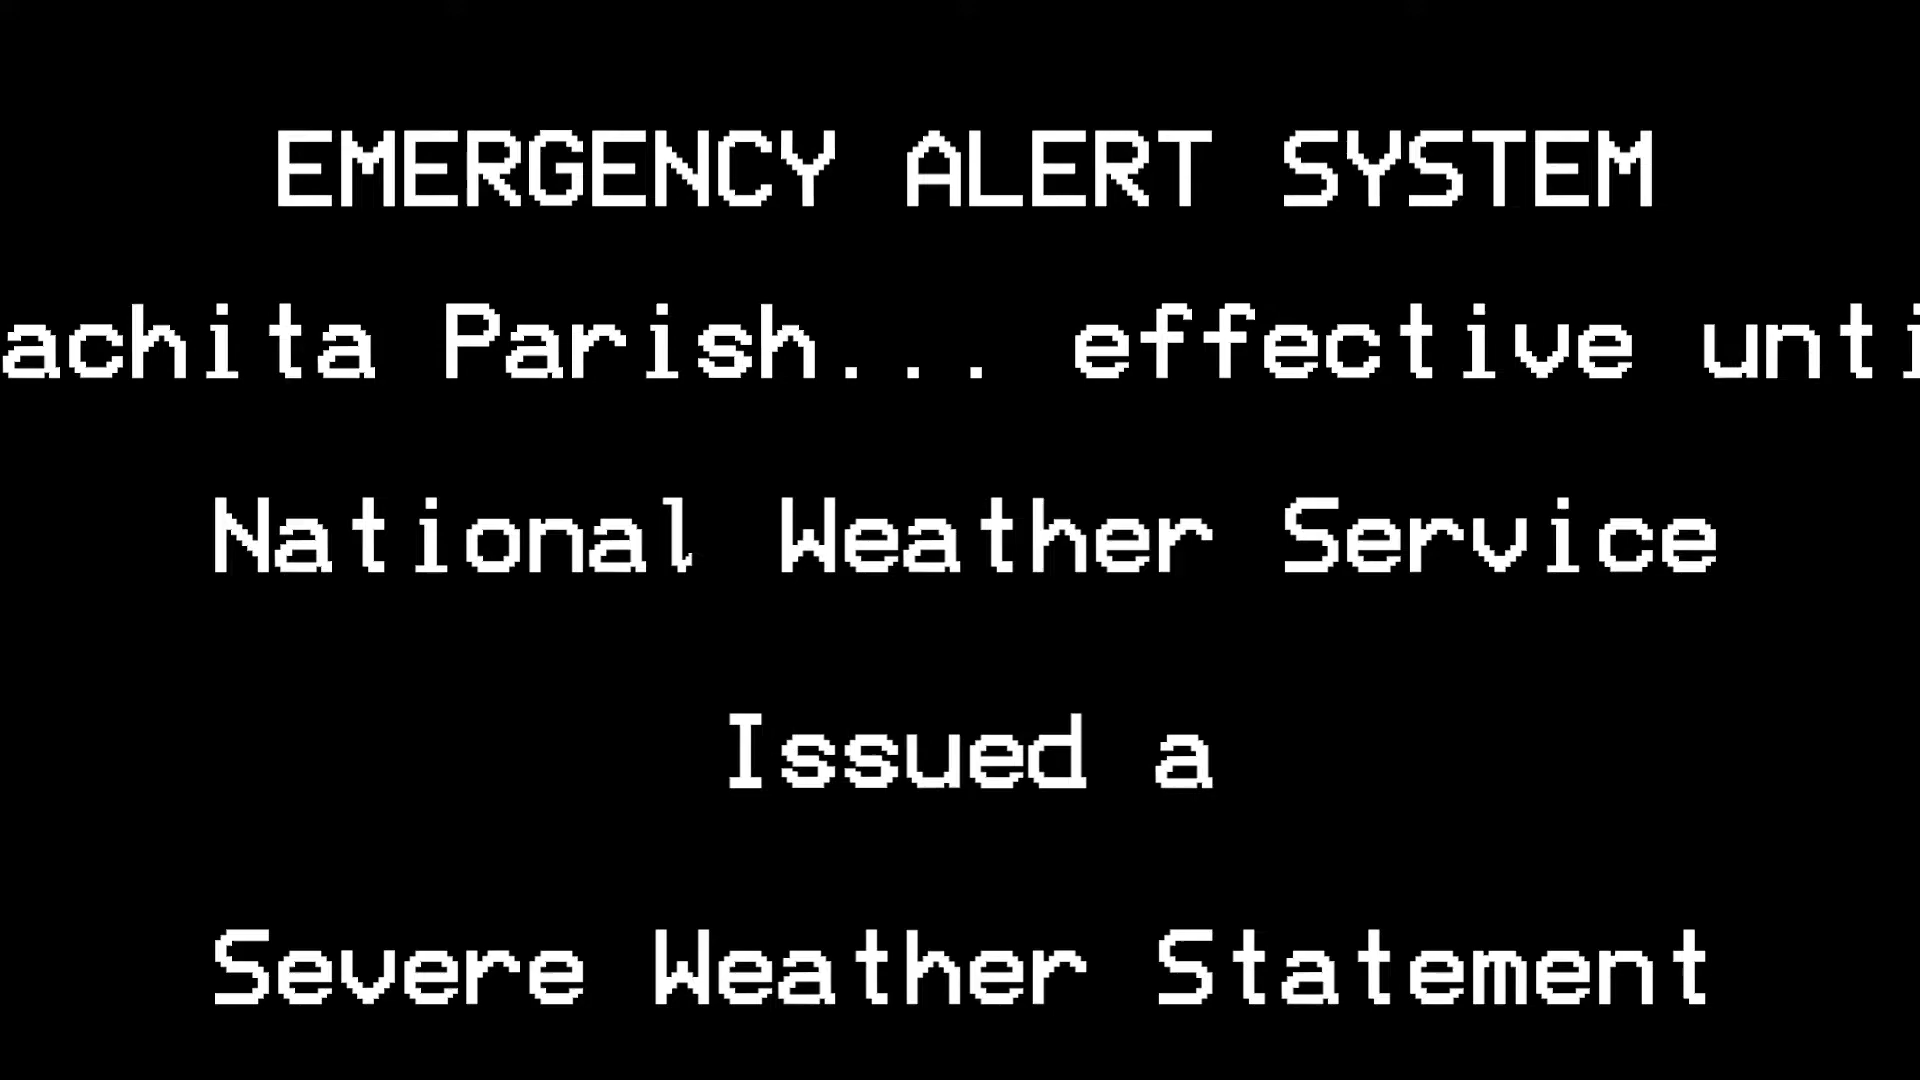 EMERGENCY ALERT SYSTEM
achita Parish... effective unti
National Weather Service
Issued a
Severe Weather Statement